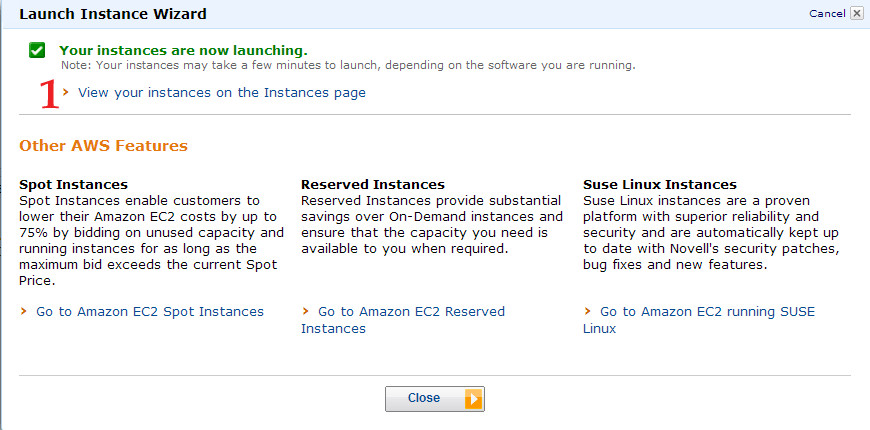 Launch Instance Wizard
Cancel
Your instances are now launching.
Note: Your instances may take a few minutes to launch, depending on the software you are running.
1 › View your instances on the Instances page
Other AWS Features
Spot Instances
Spot Instances enable customers to
lower their Amazon EC2 costs by up to
75% by bidding on unused capacity and
running instances for as long as the
maximum bid exceeds the current Spot
Price.
› Go to Amazon EC2 Spot Instances
Reserved Instances
Reserved Instances provide substantial
savings over On-Demand instances and
ensure that the capacity you need is
available to you when required.
› Go to Amazon EC2 Reserved
Instances
Suse Linux Instances
Suse Linux instances are a proven
platform with superior reliability and
security and are automatically kept up
to date with Novell's security patches,
bug fixes and new features.
› Go to Amazon EC2 running SUSE
Linux
Close